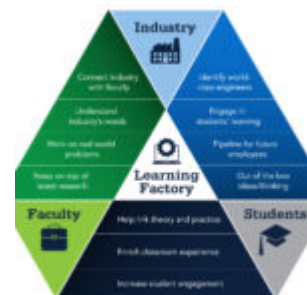 Industry
Connect industry
with faculty
Understand
industry's needs
Work on real world
problems
Keep on top of
latest research
Identify world-
class engineers
Engage in
students' learning
Pipeline for future
employees
Out of the box
ideas/thinking
Learning
Factory
Faculty
Students
Help link theory and practice
Enrich classroom experience
Increase student engagement